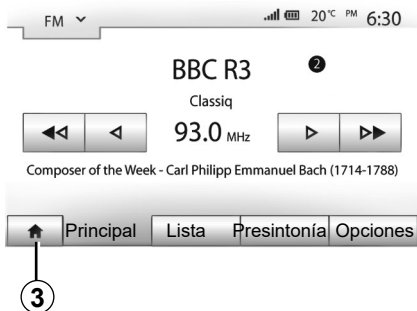 FM 20°C PM 6:30
BBC R3 2
Classiq
93.0 MHz
Composer of the Week - Carl Philipp Emmanuel Bach (1714-1788)
Principal Lista Presintonía Opciones
3